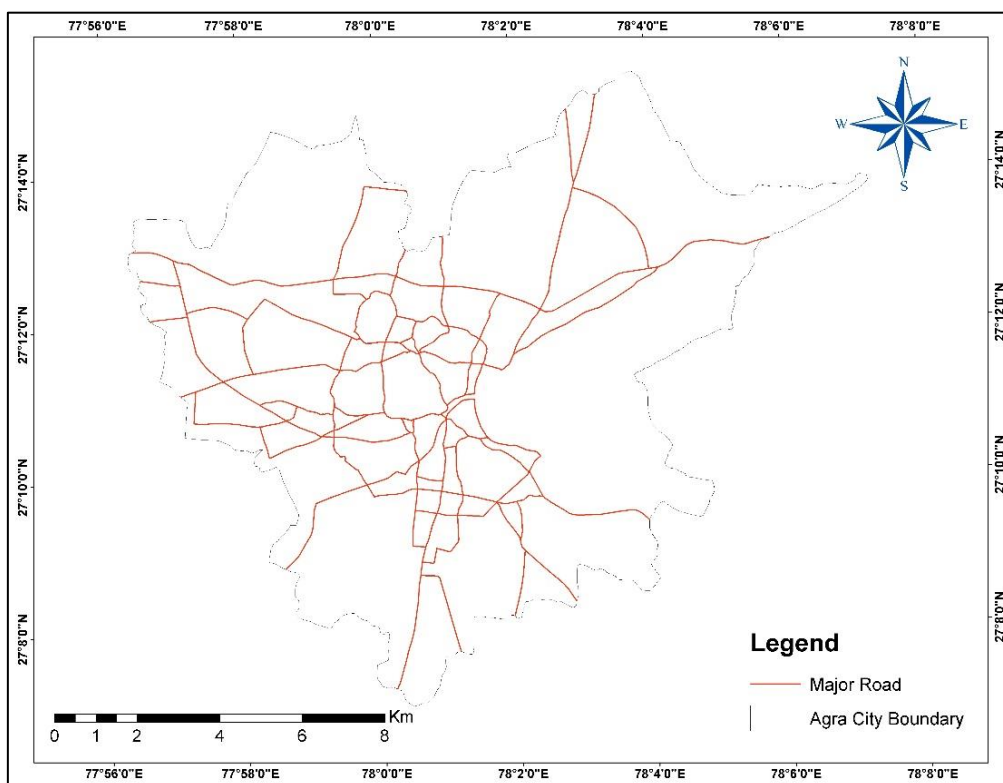 77°56'0"E 77°58'0"E 78°0'0"E 78°2'0"E 78°4'0"E 78°6'0"E 78°8'0"E
N
W E
S
27°14'0"N 27°14'0"N
27°12'0"N 27°12'0"N
27°10'0"N 27°10'0"N
27°8'0"N 27°8'0"N
Legend
Major Road
Agra City Boundary
Km
0 1 2 4 6 8
77°56'0"E 77°58'0"E 78°0'0"E 78°2'0"E 78°4'0"E 78°6'0"E 78°8'0"E